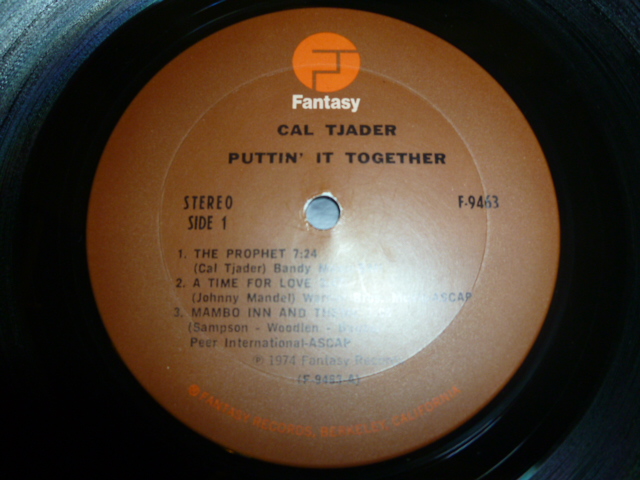 Fantasy
CAL TJADER
PUTTIN' IT TOGETHER
STEREO
F-9463
SIDE 1
1. THE PROPHET 7:24
(Cal Tjader) Bandy
2. A TIME FOR LOVE
(Johnny Mandel) ASCAP
3. MAMBO INN AND
(Sampson - Woodlen -
Peer International-ASCAP
℗ 1974 Fantasy Records
(F-9463-A)
FANTASY RECORDS, BERKELEY, CALIFORNIA